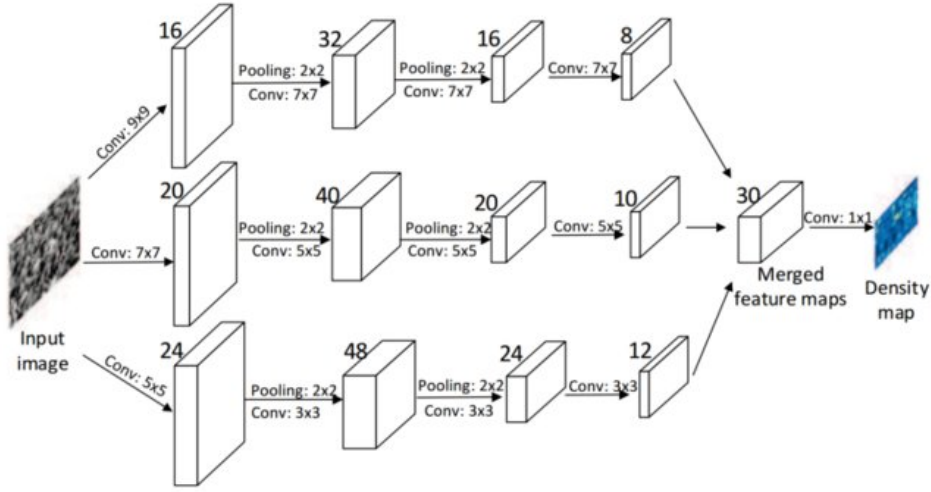 16
32
16
8
Pooling: 2x2
Conv: 7x7
Pooling: 2x2
Conv: 7x7
Conv: 7x7
Conv: 9x9
20
40
20
10
30
Conv: 7x7
Pooling: 2x2
Conv: 5x5
Pooling: 2x2
Conv: 5x5
Conv: 5x5
Conv: 1x1
Merged
feature maps
Density
map
Input
image
24
48
24
12
Conv: 5x5
Pooling: 2x2
Conv: 3x3
Pooling: 2x2
Conv: 3x3
Conv: 3x3